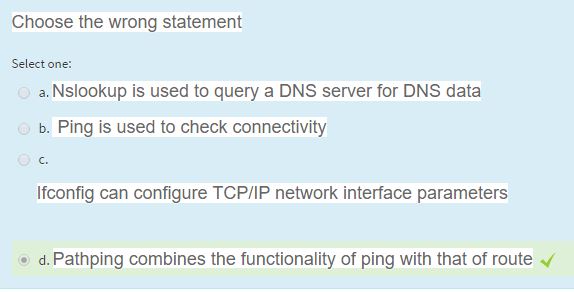 Choose the wrong statement
Select one:
a. Nslookup is used to query a DNS server for DNS data
b. Ping is used to check connectivity
c.
Ifconfig can configure TCP/IP network interface parameters
d. Pathping combines the functionality of ping with that of route